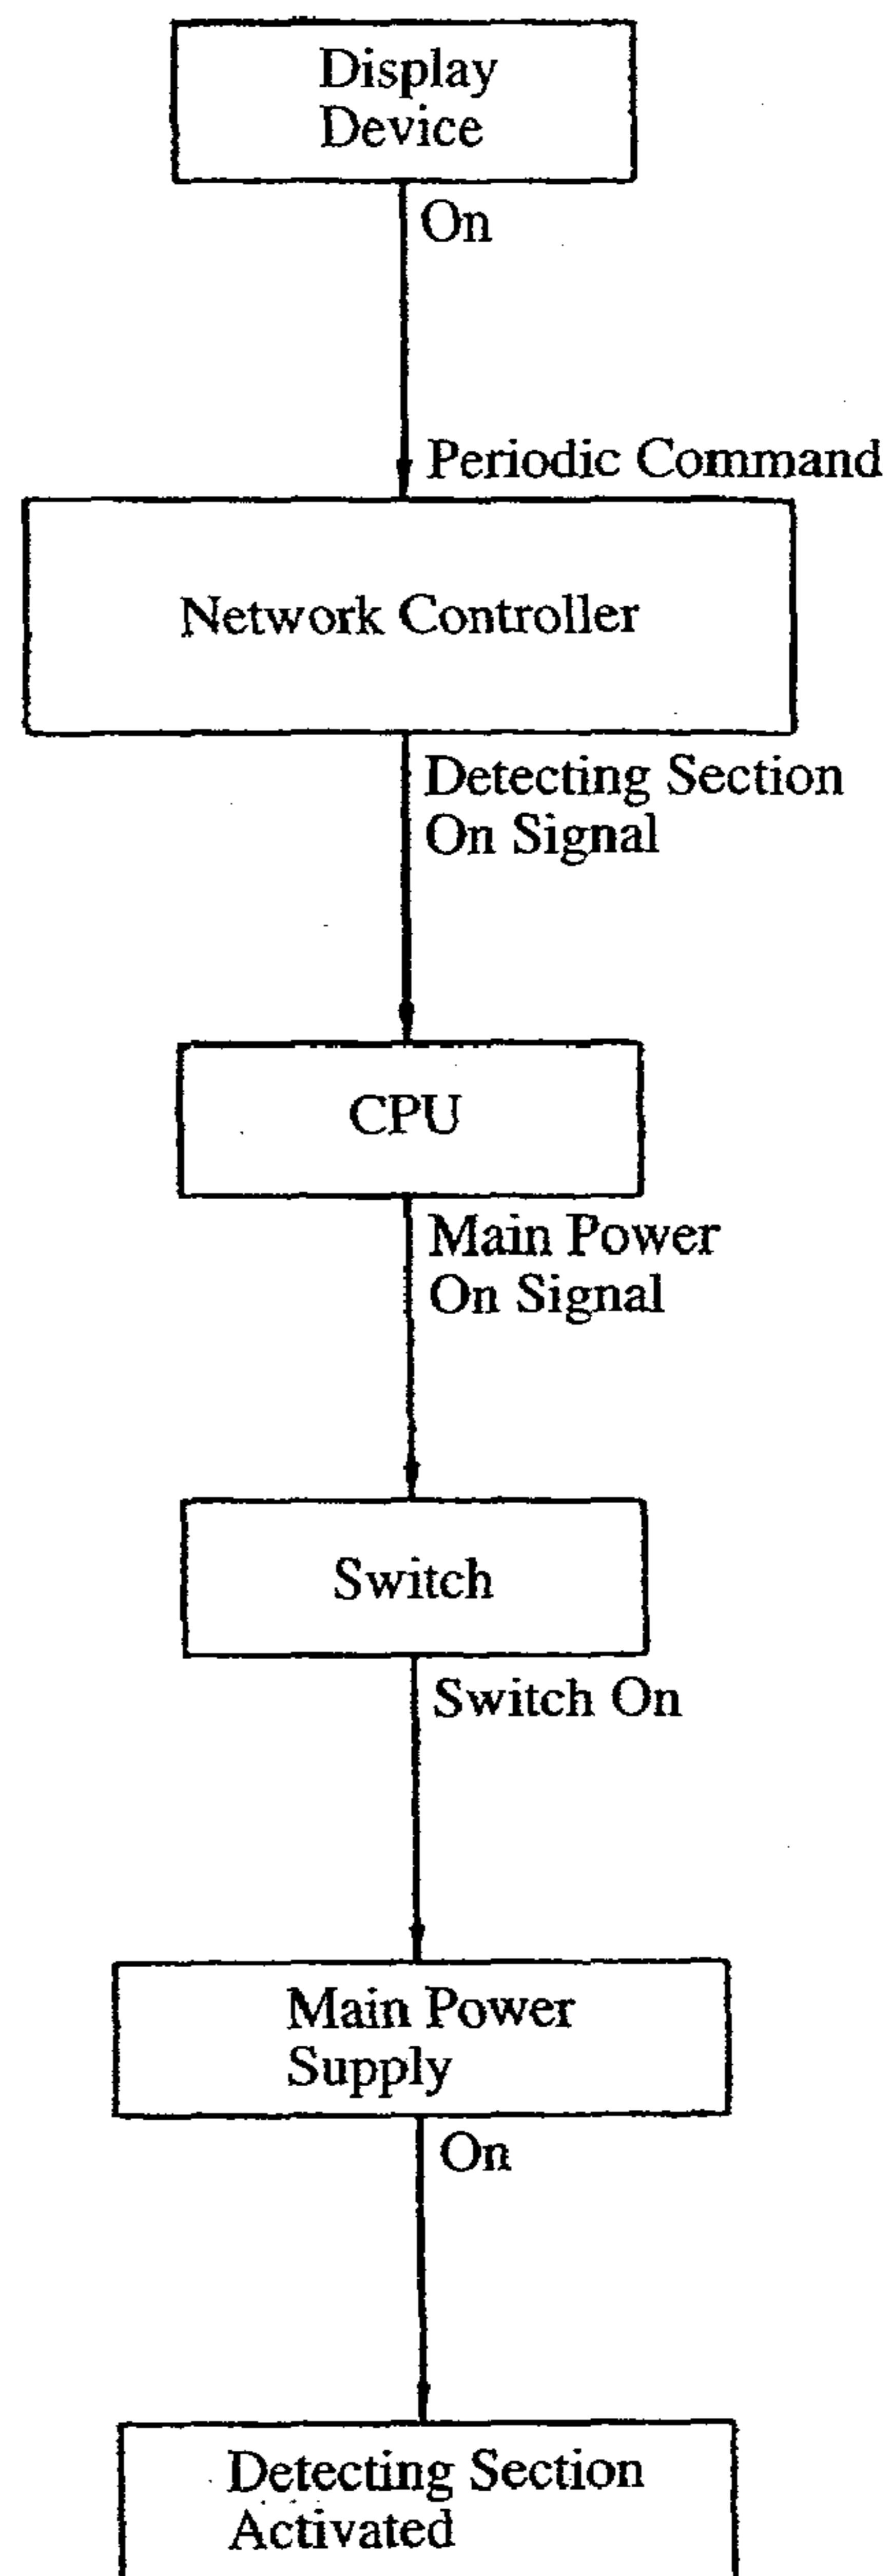 Display
Device
On
Periodic Command
Network Controller
Detecting Section
On Signal
CPU
Main Power
On Signal
Switch
Switch On
Main Power
Supply
On
Detecting Section
Activated